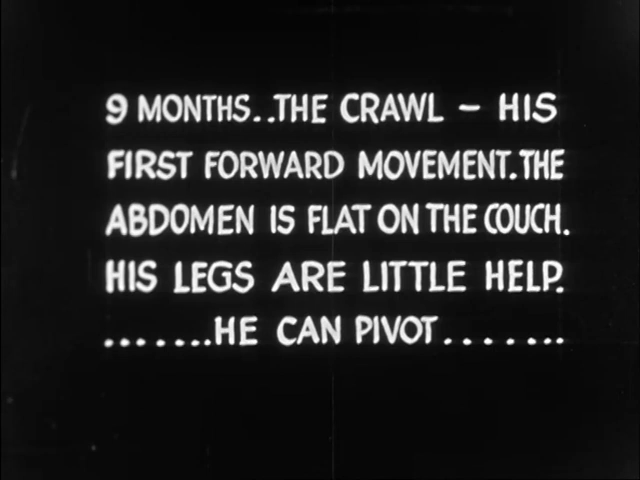 9 MONTHS..THE CRAWL – HIS
FIRST FORWARD MOVEMENT.THE
ABDOMEN IS FLAT ON THE COUCH.
HIS LEGS ARE LITTLE HELP.
.......HE CAN PIVOT.......